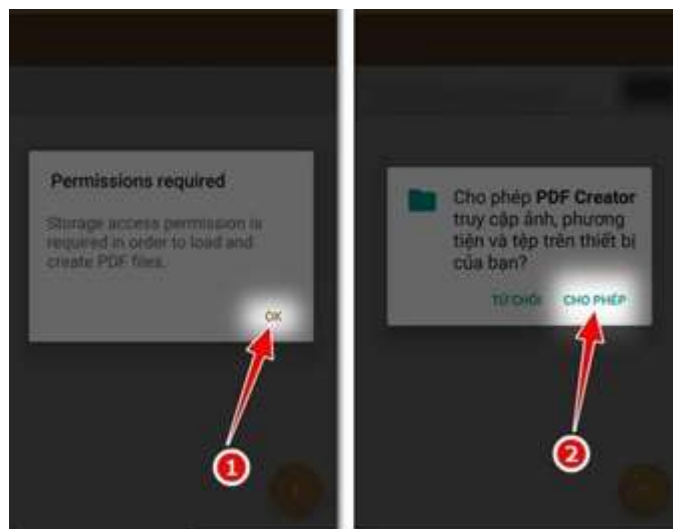 Permissions required
Storage access permission is
required in order to load and
create PDF files.
OK
1
Cho phép PDF Creator
truy cập ảnh, phương
tiện và tệp trên thiết bị
của bạn?
TỪ CHỐI CHO PHÉP
2